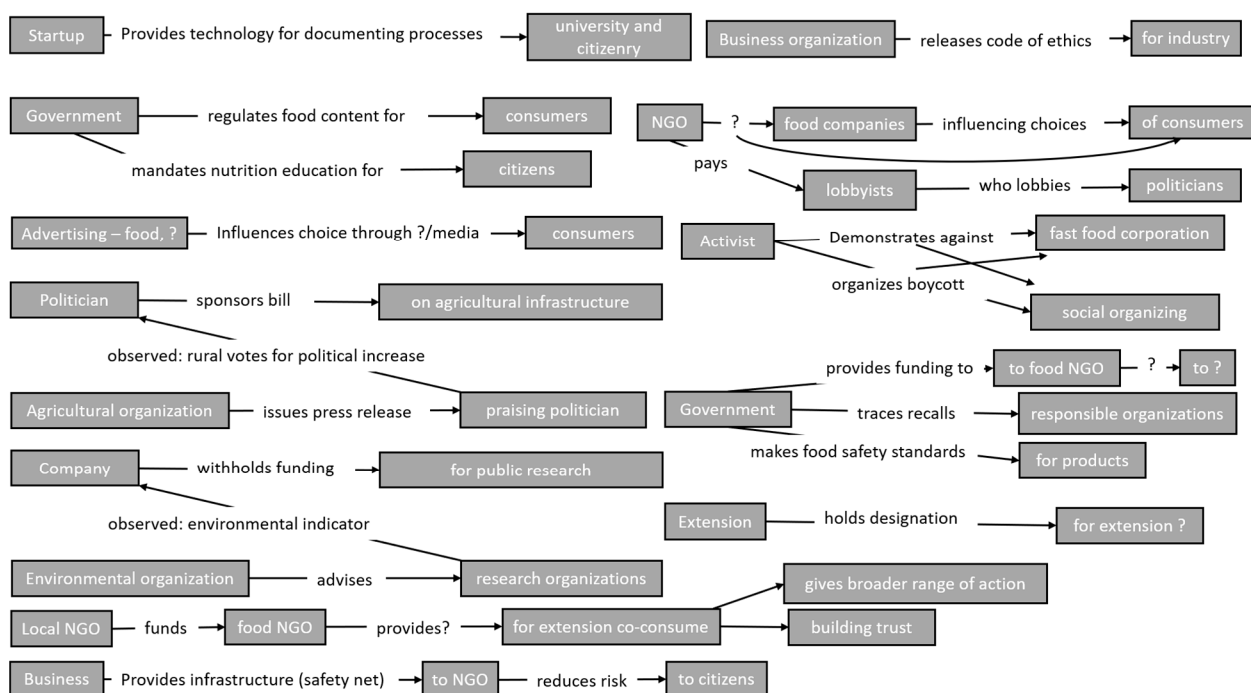 Startup Provides technology for documenting processes university and citizenry
Business organization releases code of ethics for industry
Government regulates food content for consumers
mandates nutrition education for citizens
NGO ? food companies influencing choices of consumers
pays lobbyists who lobbies politicians
Advertising – food, ? Influences choice through ?/media consumers
Activist Demonstrates against fast food corporation
organizes boycott
social organizing
Politician sponsors bill on agricultural infrastructure
observed: rural votes for political increase
Agricultural organization issues press release praising politician
provides funding to to food NGO ? to ?
Government traces recalls responsible organizations
makes food safety standards for products
Company withholds funding for public research
observed: environmental indicator
Extension holds designation for extension ?
Environmental organization advises research organizations
gives broader range of action
Local NGO funds food NGO provides? for extension co-consume building trust
Business Provides infrastructure (safety net) to NGO reduces risk to citizens